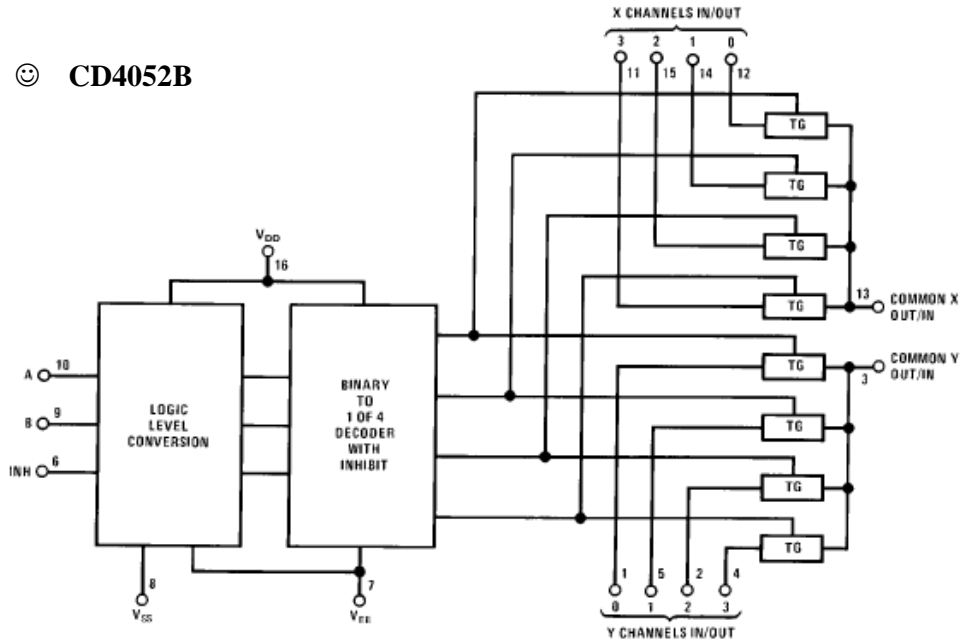 X CHANNELS IN/OUT
3 2 1 0
11 15 14 12
☺ CD4052B
TG
TG
TG
TG
13 COMMON X
OUT/IN
VDD
16
A 10
B 9
INH 6
LOGIC
LEVEL
CONVERSION
BINARY
TO
1 OF 4
DECODER
WITH
INHIBIT
8
VSS
7
VEE
TG
COMMON Y
3 OUT/IN
TG
TG
TG
1 5 2 4
0 1 2 3
Y CHANNELS IN/OUT